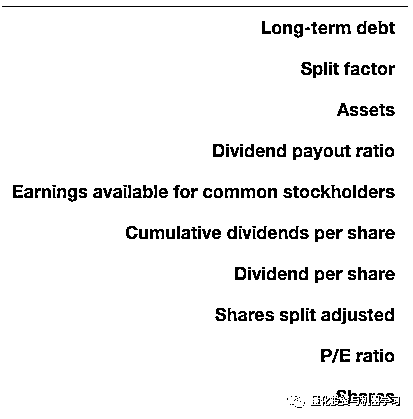 Long-term debt
Split factor
Assets
Dividend payout ratio
Earnings available for common stockholders
Cumulative dividends per share
Dividend per share
Shares split adjusted
P/E ratio
Shares
量化投资与机器学习